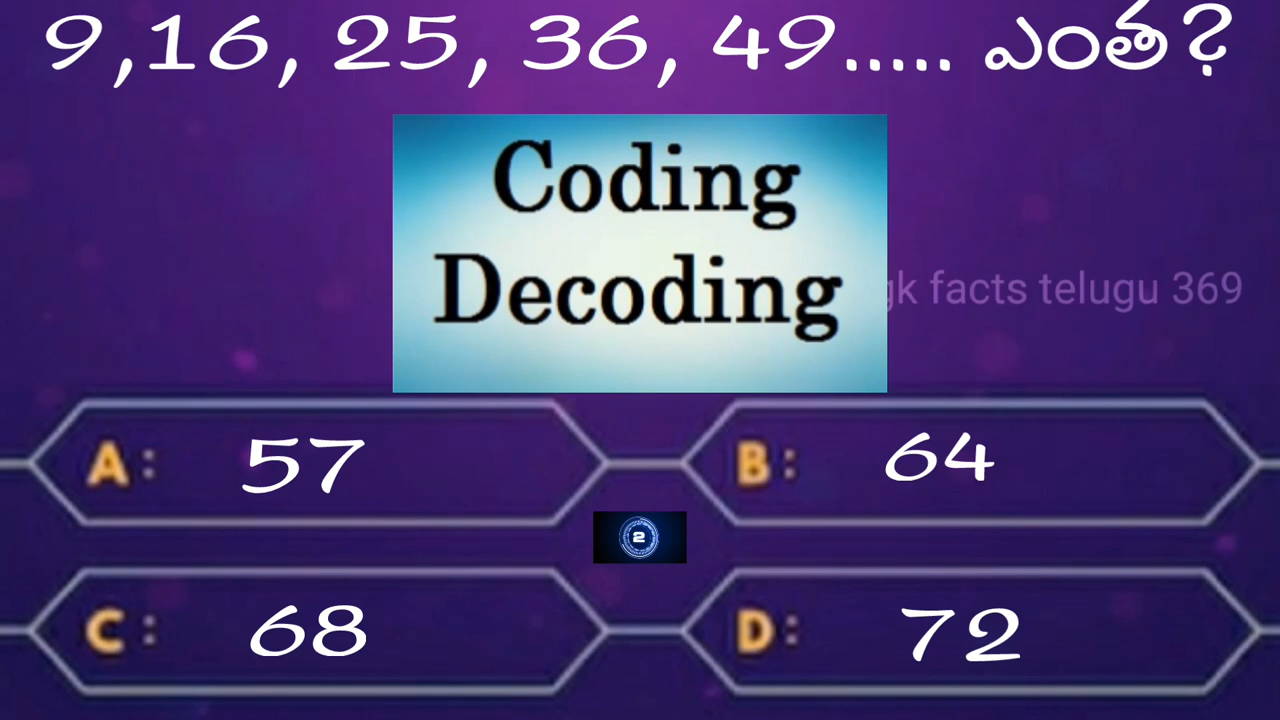 9,16, 25, 36, 49..... ఎంత?
Coding
Decoding
gk facts telugu 369
A: 57
B: 64
2
C: 68
D: 72